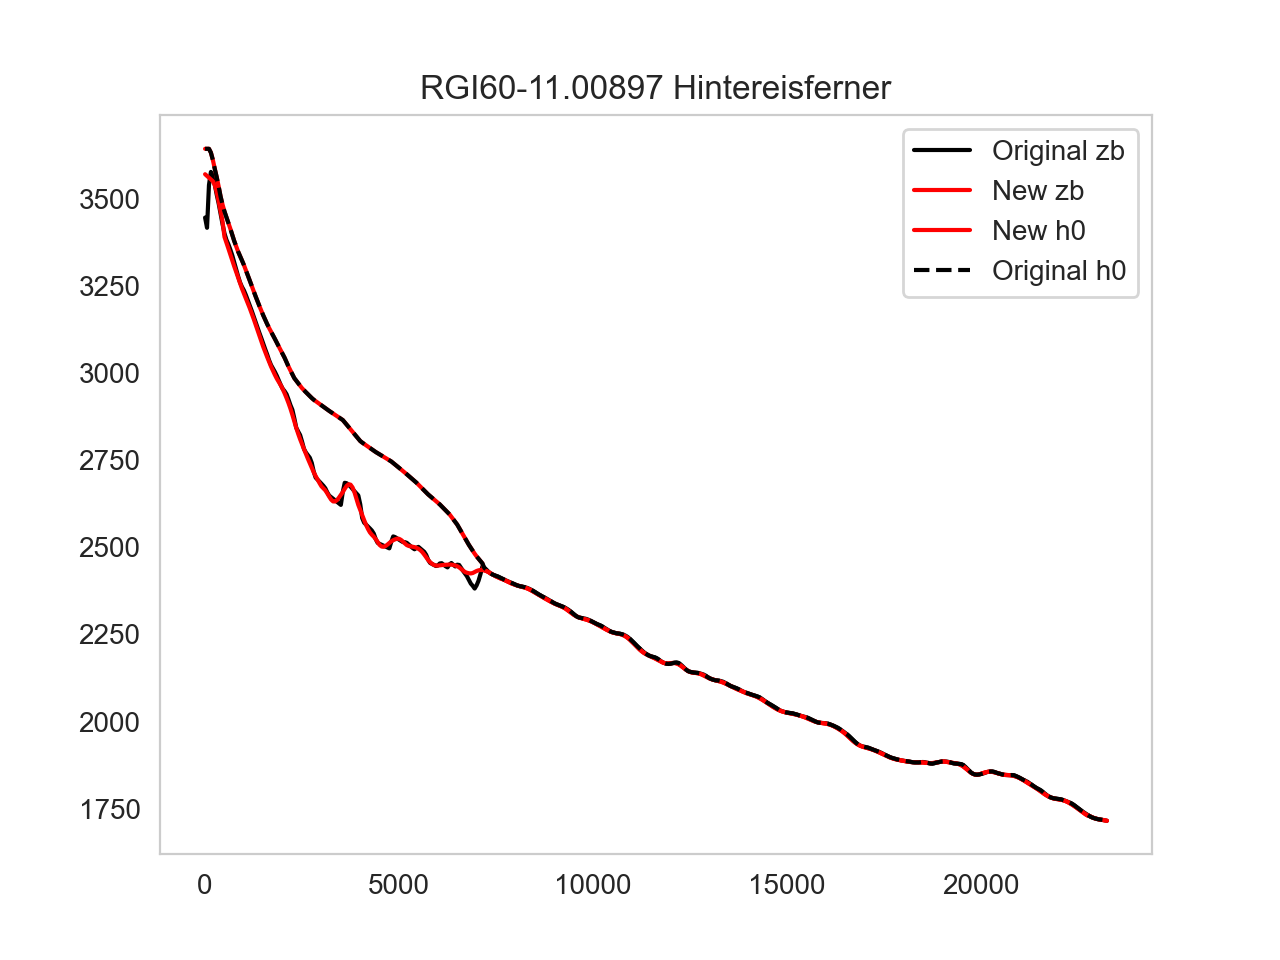 RGI60-11.00897 Hintereisferner
Original zb
New zb
New h0
Original h0
3500
3250
3000
2750
2500
2250
2000
1750
0 5000 10000 15000 20000